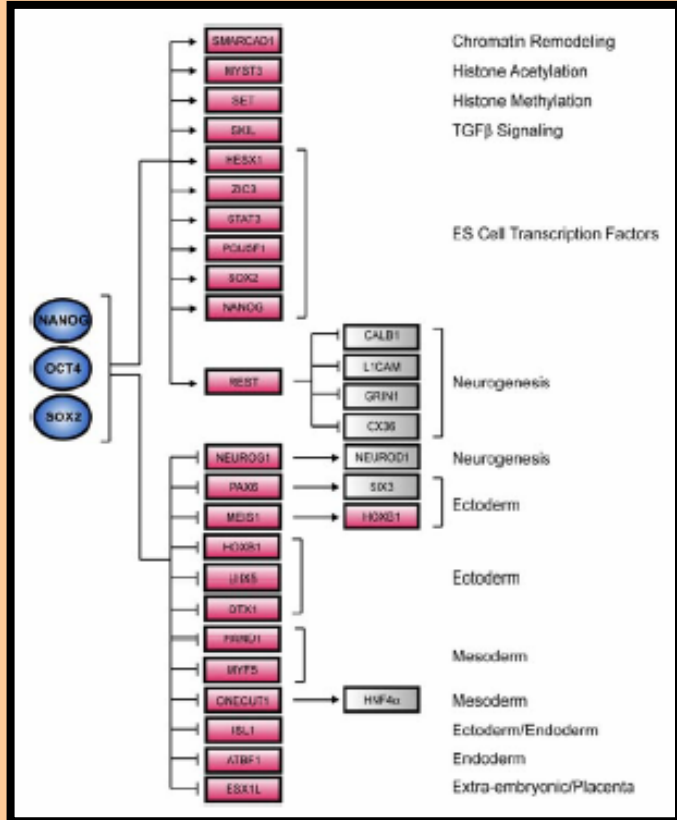 SMARCAD1 Chromatin Remodeling
MYST3 Histone Acetylation
SET Histone Methylation
SKIL TGFβ Signaling
HESX1
ZIC3
STAT3
ES Cell Transcription Factors
POU5F1
SOX2
NANOG
NANOG
OCT4
SOX2
CALB1
L1CAM
REST
Neurogenesis
GRIN1
CX36
NEUROG1 NEUROD1 Neurogenesis
PAX6 SIX3
Ectoderm
MEIS1 HOXB1
HOXB1
LHX5 Ectoderm
OTX1
HAND1
Mesoderm
MYF5
ONECUT1 HNF4α Mesoderm
ISL1 Ectoderm/Endoderm
ATBF1 Endoderm
ESX1L Extra-embryonic/Placenta